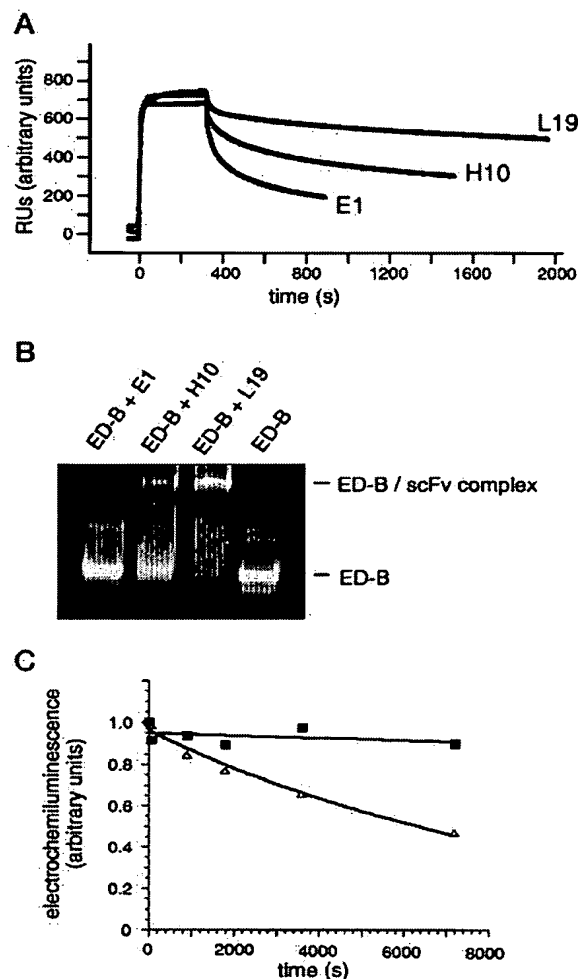 A
RUs (arbitrary units)
800
600
400
200
0
L19
H10
E1
0 400 800 1200 1600 2000
time (s)
B
ED-B + E1
ED-B + H10
ED-B + L19
ED-B
ED-B / scFv complex
ED-B
C
electrochemiluminescence
(arbitrary units)
1.0
0.8
0.6
0.4
0.2
0
0 2000 4000 6000 8000
time (s)